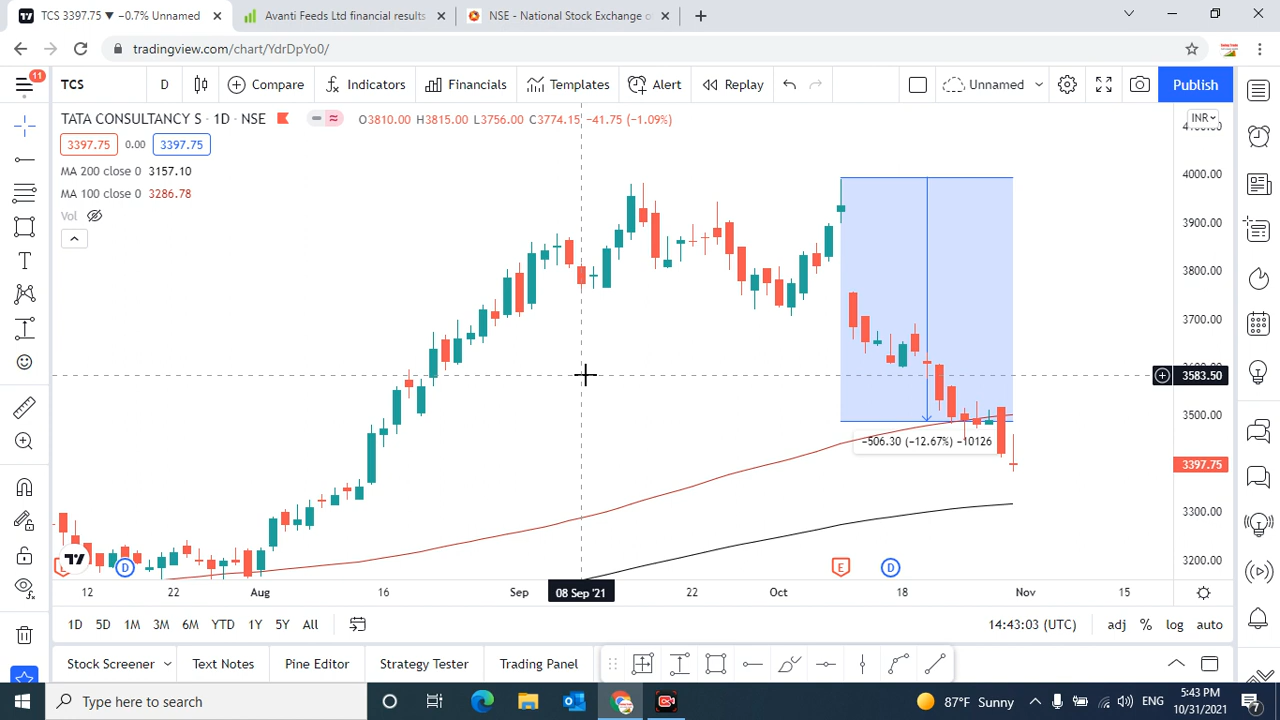 TCS 3397.75 ▼ −0.7% Unnamed
Avanti Feeds Ltd financial results
NSE - National Stock Exchange o
tradingview.com/chart/YdrDpYo0/
11
TCS D Compare Indicators Financials Templates Alert Replay Unnamed Publish
TATA CONSULTANCY S · 1D · NSE O3810.00 H3815.00 L3756.00 C3774.15 −41.75 (−1.09%)
INR
3397.75 0.00 3397.75
MA 200 close 0 3157.10
MA 100 close 0 3286.78
Vol
4000.00
3900.00
3800.00
3700.00
3583.50
3500.00
−506.30 (−12.67%) −10126
3397.75
3300.00
3200.00
E D E D
12 22 Aug 16 Sep 08 Sep '21 22 Oct 18 Nov 15
1D 5D 1M 3M 6M YTD 1Y 5Y All 14:43:03 (UTC) adj % log auto
Stock Screener Text Notes Pine Editor Strategy Tester Trading Panel
Type here to search
87°F Sunny
ENG
5:43 PM
10/31/2021
7